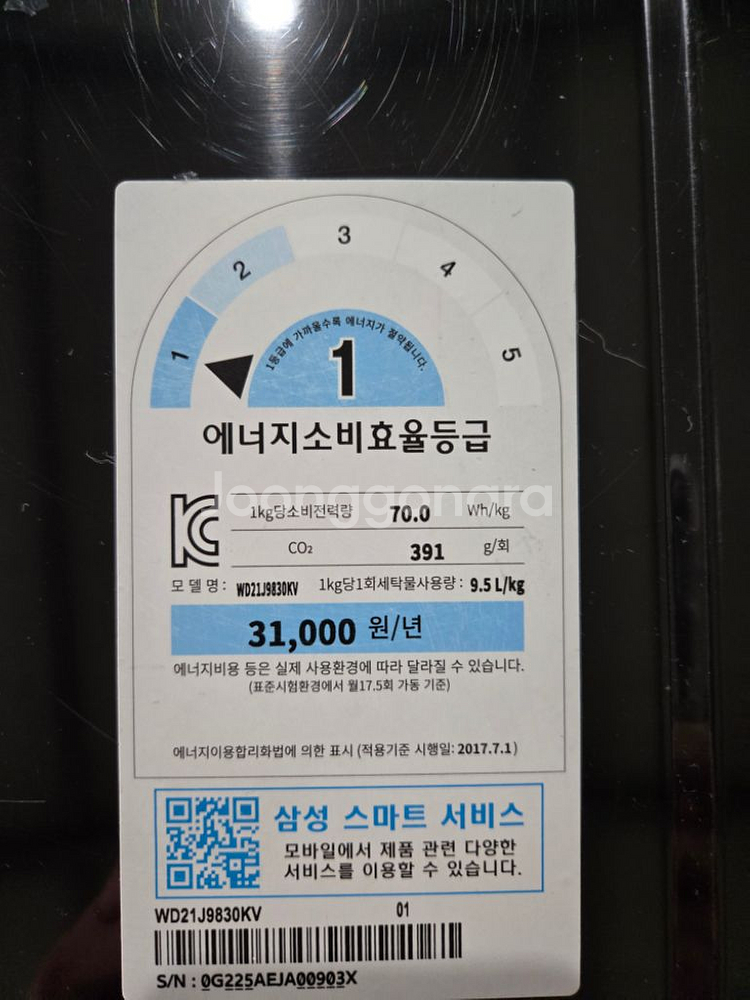 3
2
4
1
5
1등급에 가까울수록 에너지가 절약됩니다.
1
에너지소비효율등급
joonggonara
1kg당소비전력량 70.0 Wh/kg
CO₂ 391 g/회
모델명 : WD21J9830KV 1kg당1회세탁물사용량 : 9.5 L/kg
31,000 원/년
에너지비용 등은 실제 사용환경에 따라 달라질 수 있습니다.
(표준시험환경에서 월17.5회 가동 기준)
에너지이용합리화법에 의한 표시 (적용기준 시행일: 2017.7.1)
삼성 스마트 서비스
모바일에서 제품 관련 다양한
서비스를 이용할 수 있습니다.
WD21J9830KV 01
S/N : 0G225AEJA00903X